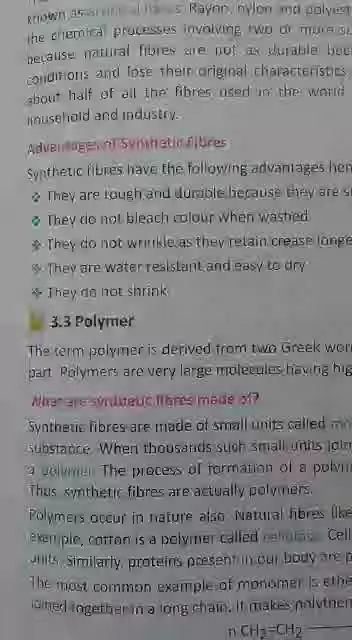 known as Rayon, nylon and polyest
the chemical processes involving two or more su
because natural fibres are not as durable bec
conditions and lose their original characteristics
about half of all the fibres used in the world
household and industry.
Advantages of Synthetic Fibres
Synthetic fibres have the following advantages hen
They are tough and durable because they are s
They do not bleach colour when washed
They do not wrinkle as they retain crease longe
They are water resistant and easy to dry
They do not shrink
3.3 Polymer
The term polymer is derived from two Greek wor
part. Polymers are very large molecules having hig
What are synthetic fibres made of?
Synthetic fibres are made of small units called mo
substance. When thousands such small units join
a polymer. The process of formation of a polym
Thus, synthetic fibres are actually polymers.
Polymers occur in nature also. Natural fibres like
example, cotton is a polymer called cellulose. Cell
units. Similarly, proteins present in our body are p
The most common example of monomer is ethe
joined together in a long chain, it makes polythen
n CH₂=CH₂